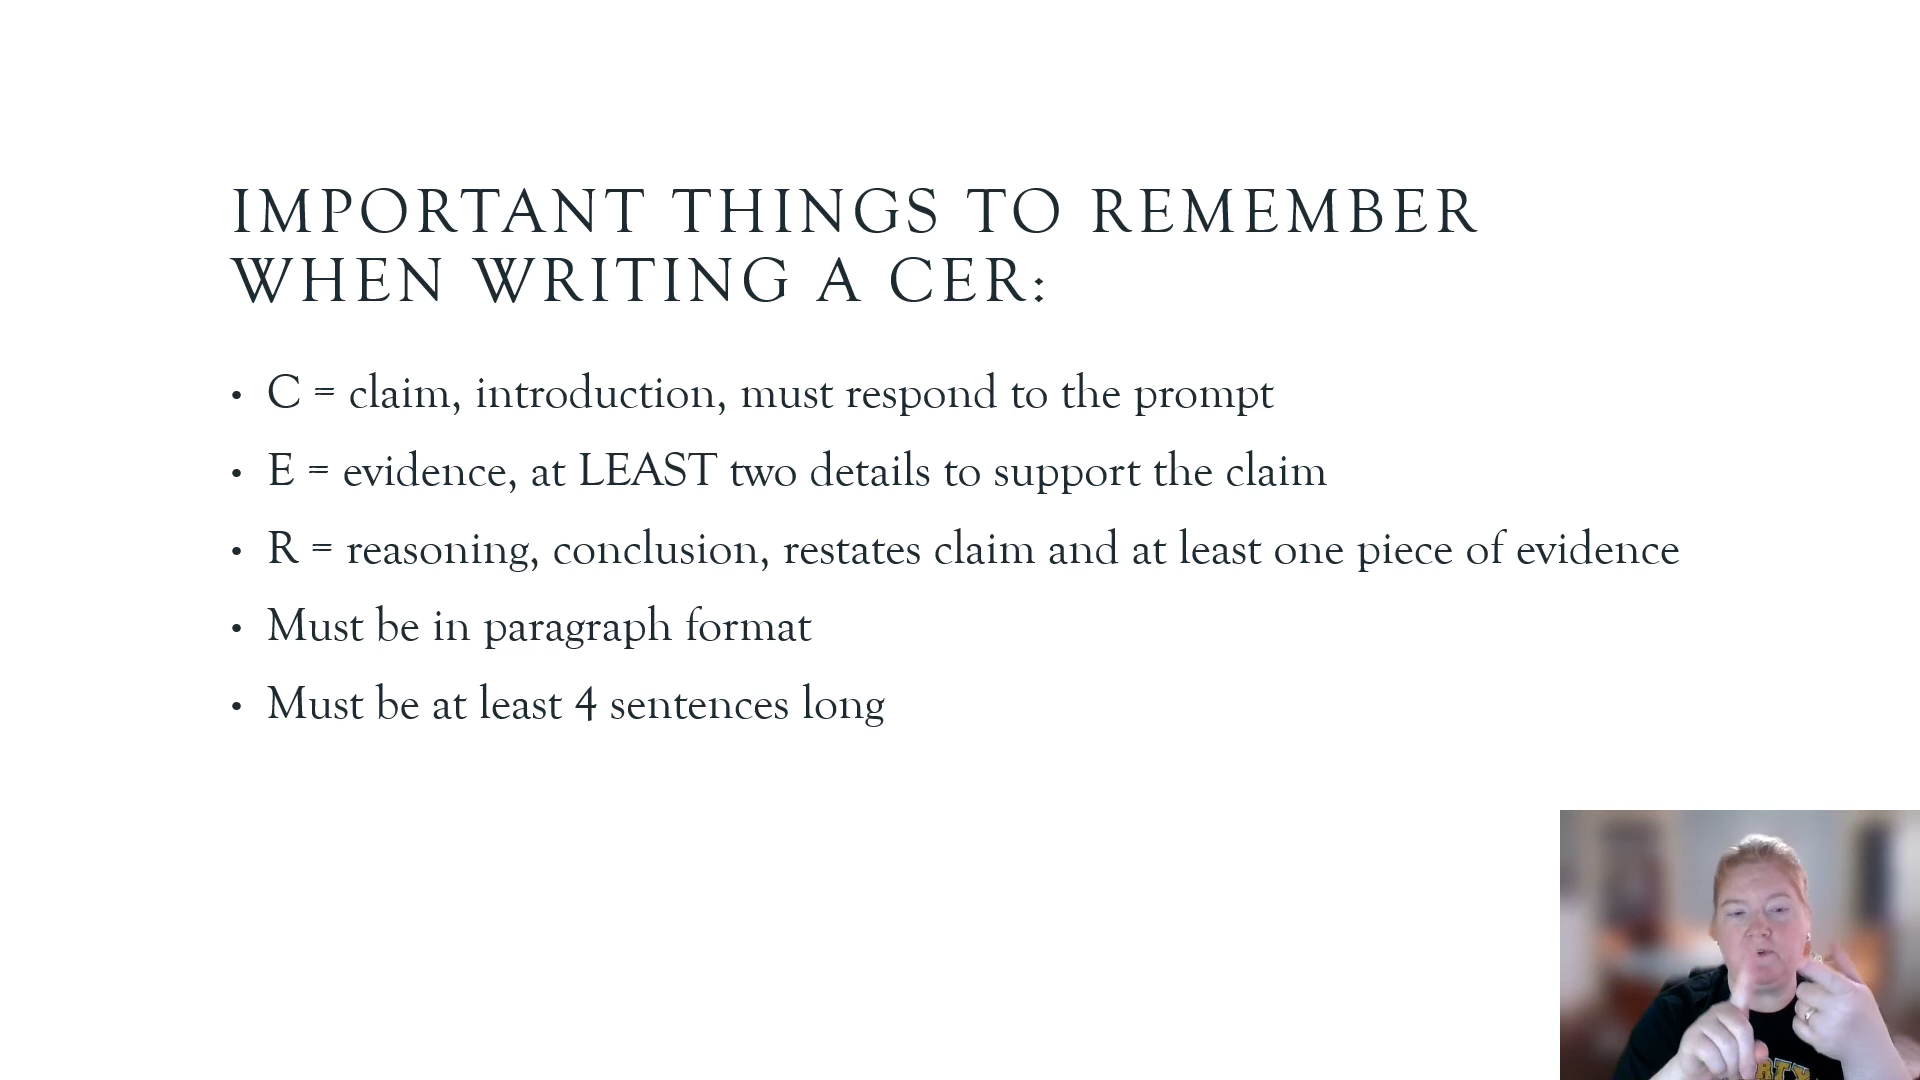 IMPORTANT THINGS TO REMEMBER
WHEN WRITING A CER:
• C = claim, introduction, must respond to the prompt
• E = evidence, at LEAST two details to support the claim
• R = reasoning, conclusion, restates claim and at least one piece of evidence
• Must be in paragraph format
• Must be at least 4 sentences long